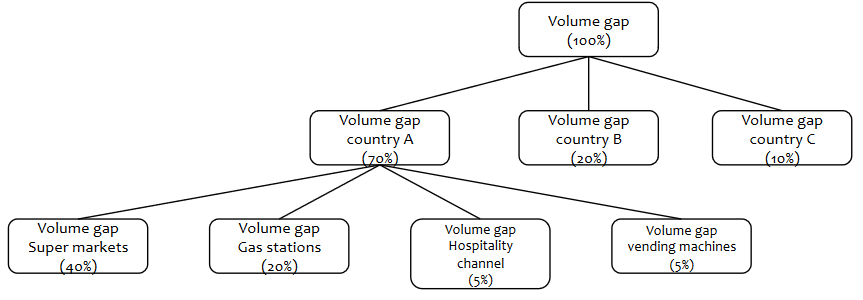 Volume gap
(100%)
Volume gap
country A
(70%)
Volume gap
country B
(20%)
Volume gap
country C
(10%)
Volume gap
Super markets
(40%)
Volume gap
Gas stations
(20%)
Volume gap
Hospitality
channel
(5%)
Volume gap
vending machines
(5%)